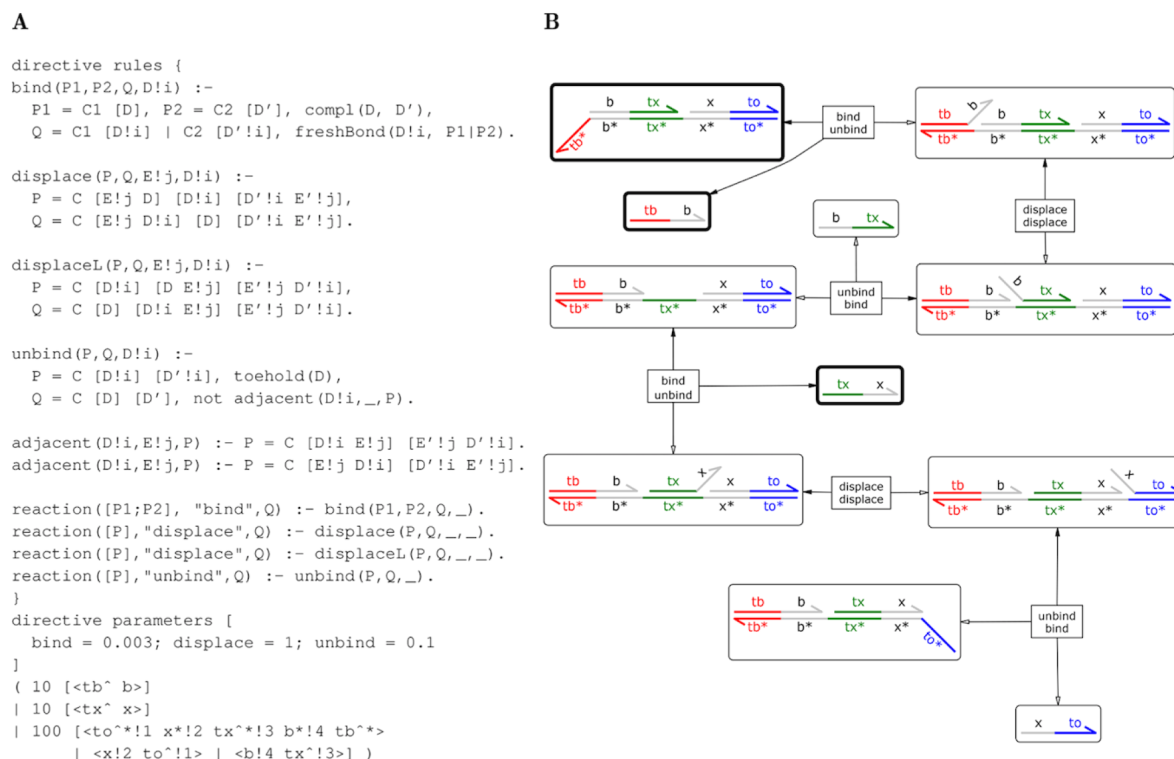 A
directive rules {
bind(P1,P2,Q,D!i) :-
P1 = C1 [D], P2 = C2 [D'], compl(D, D'),
Q = C1 [D!i] | C2 [D'!i], freshBond(D!i, P1|P2).
displace(P,Q,E!j,D!i) :-
P = C [E!j D] [D!i] [D'!i E'!j],
Q = C [E!j D!i] [D] [D'!i E'!j].
displaceL(P,Q,E!j,D!i) :-
P = C [D!i] [D E!j] [E'!j D'!i],
Q = C [D] [D!i E!j] [E'!j D'!i].
unbind(P,Q,D!i) :-
P = C [D!i] [D'!i], toehold(D),
Q = C [D] [D'], not adjacent(D!i,_,P).
adjacent(D!i,E!j,P) :- P = C [D!i E!j] [E'!j D'!i].
adjacent(D!i,E!j,P) :- P = C [E!j D!i] [D'!i E'!j].
reaction([P1;P2], "bind",Q) :- bind(P1,P2,Q,_).
reaction([P],"displace",Q) :- displace(P,Q,_,_).
reaction([P],"displace",Q) :- displaceL(P,Q,_,_).
reaction([P],"unbind",Q) :- unbind(P,Q,_).
}
directive parameters [
bind = 0.003; displace = 1; unbind = 0.1
]
( 10 [<tb^ b>]
| 10 [<tx^ x>]
| 100 [<to^*!1 x*!2 tx^*!3 b*!4 tb^*>
| <x!2 to^!1> | <b!4 tx^!3>] )
B
b tx x to
tb* b* tx* x* to*
bind
unbind
tb b b tx x to
tb* b* tx* x* to*
tb b
displace
displace
b tx
tb b x to
tb* b* tx* x* to*
unbind
bind
tb b b tx x to
tb* b* tx* x* to*
bind
unbind
tx x
tb b tx x x to
tb* b* tx* x* to*
displace
displace
tb b tx x x to
tb* b* tx* x* to*
tb b tx x
tb* b* tx* x* to*
unbind
bind
x to